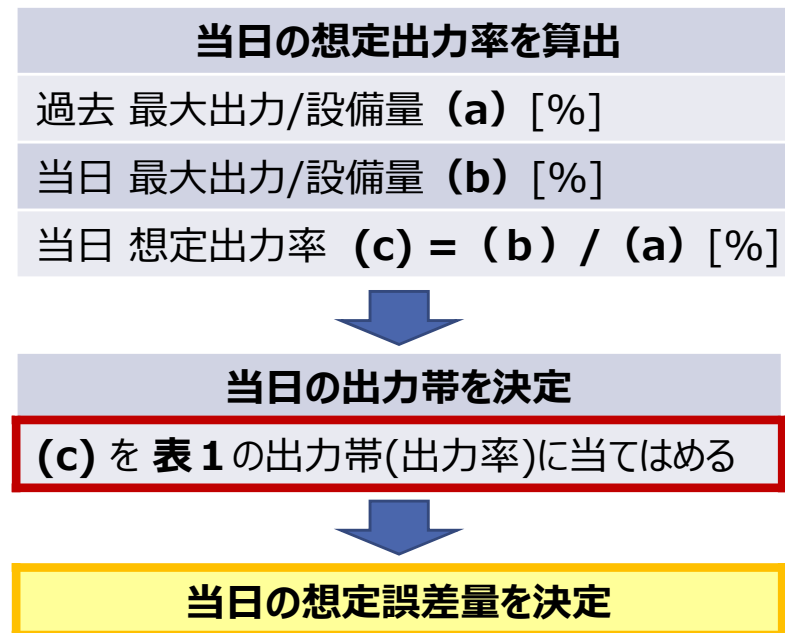 当日の想定出力率を算出
過去 最大出力/設備量（a）[%]
当日 最大出力/設備量（b）[%]
当日 想定出力率 (c) =（ｂ）/（a）[%]
当日の出力帯を決定
(c) を 表１の出力帯(出力率)に当てはめる
当日の想定誤差量を決定